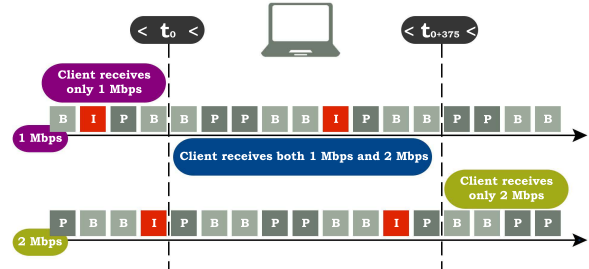 < t0 <
< t0+375 <
Client receives
only 1 Mbps
B I P B B P P B B I P B B P P B B
1 Mbps
Client receives both 1 Mbps and 2 Mbps
Client receives
only 2 Mbps
P B B I P B B P P B B I P B B P P
2 Mbps